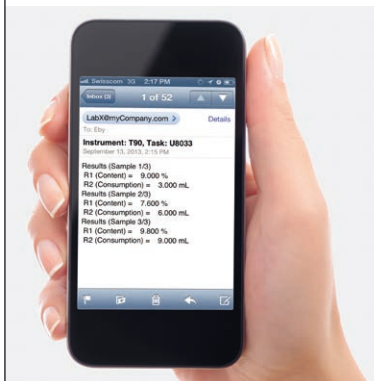 Swisscom 3G 2:17 PM
Inbox (3) 1 of 52
LabX@myCompany.com Details
To: Eby
Instrument: T90, Task: U8033
September 13, 2013, 2:15 PM
Results (Sample 1/3)
R1 (Content) = 9.000 %
R2 (Consumption) = 3.000 mL
Results (Sample 2/3)
R1 (Content) = 7.600 %
R2 (Consumption) = 6.000 mL
Results (Sample 3/3)
R1 (Content) = 9.800 %
R2 (Consumption) = 9.000 mL